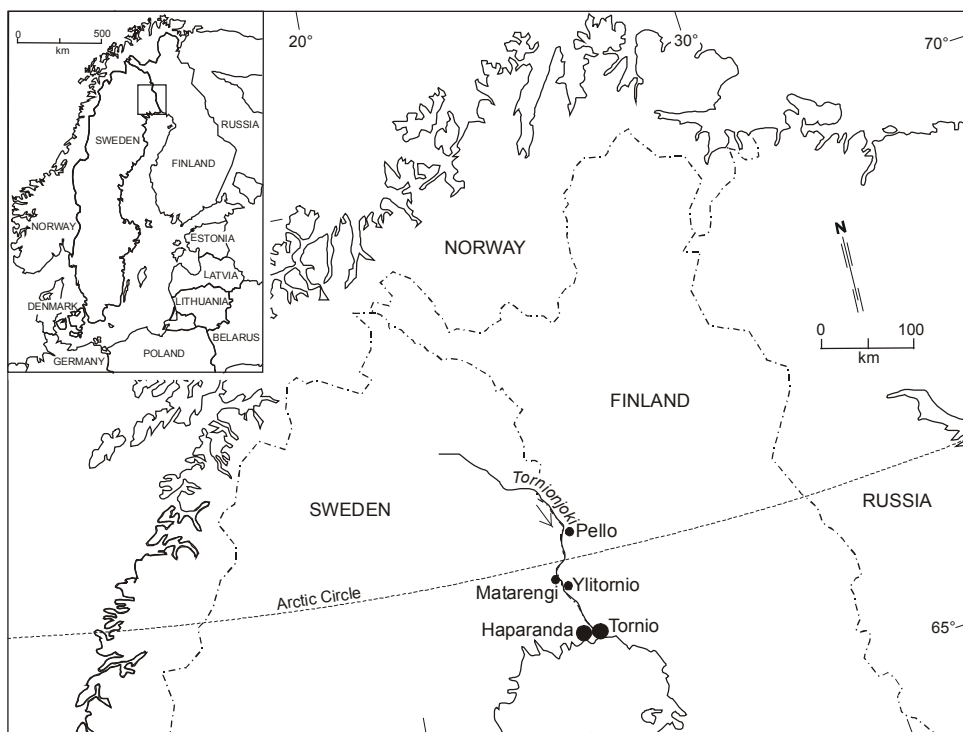 0 500
km
SWEDEN
RUSSIA
FINLAND
NORWAY
ESTONIA
LATVIA
DENMARK
LITHUANIA
BELARUS
GERMANY
POLAND
20°
30°
70°
NORWAY
N
0 100
km
FINLAND
SWEDEN
Tornionjoki
RUSSIA
Pello
Matarengi
Ylitornio
Arctic Circle
Haparanda
Tornio
65°